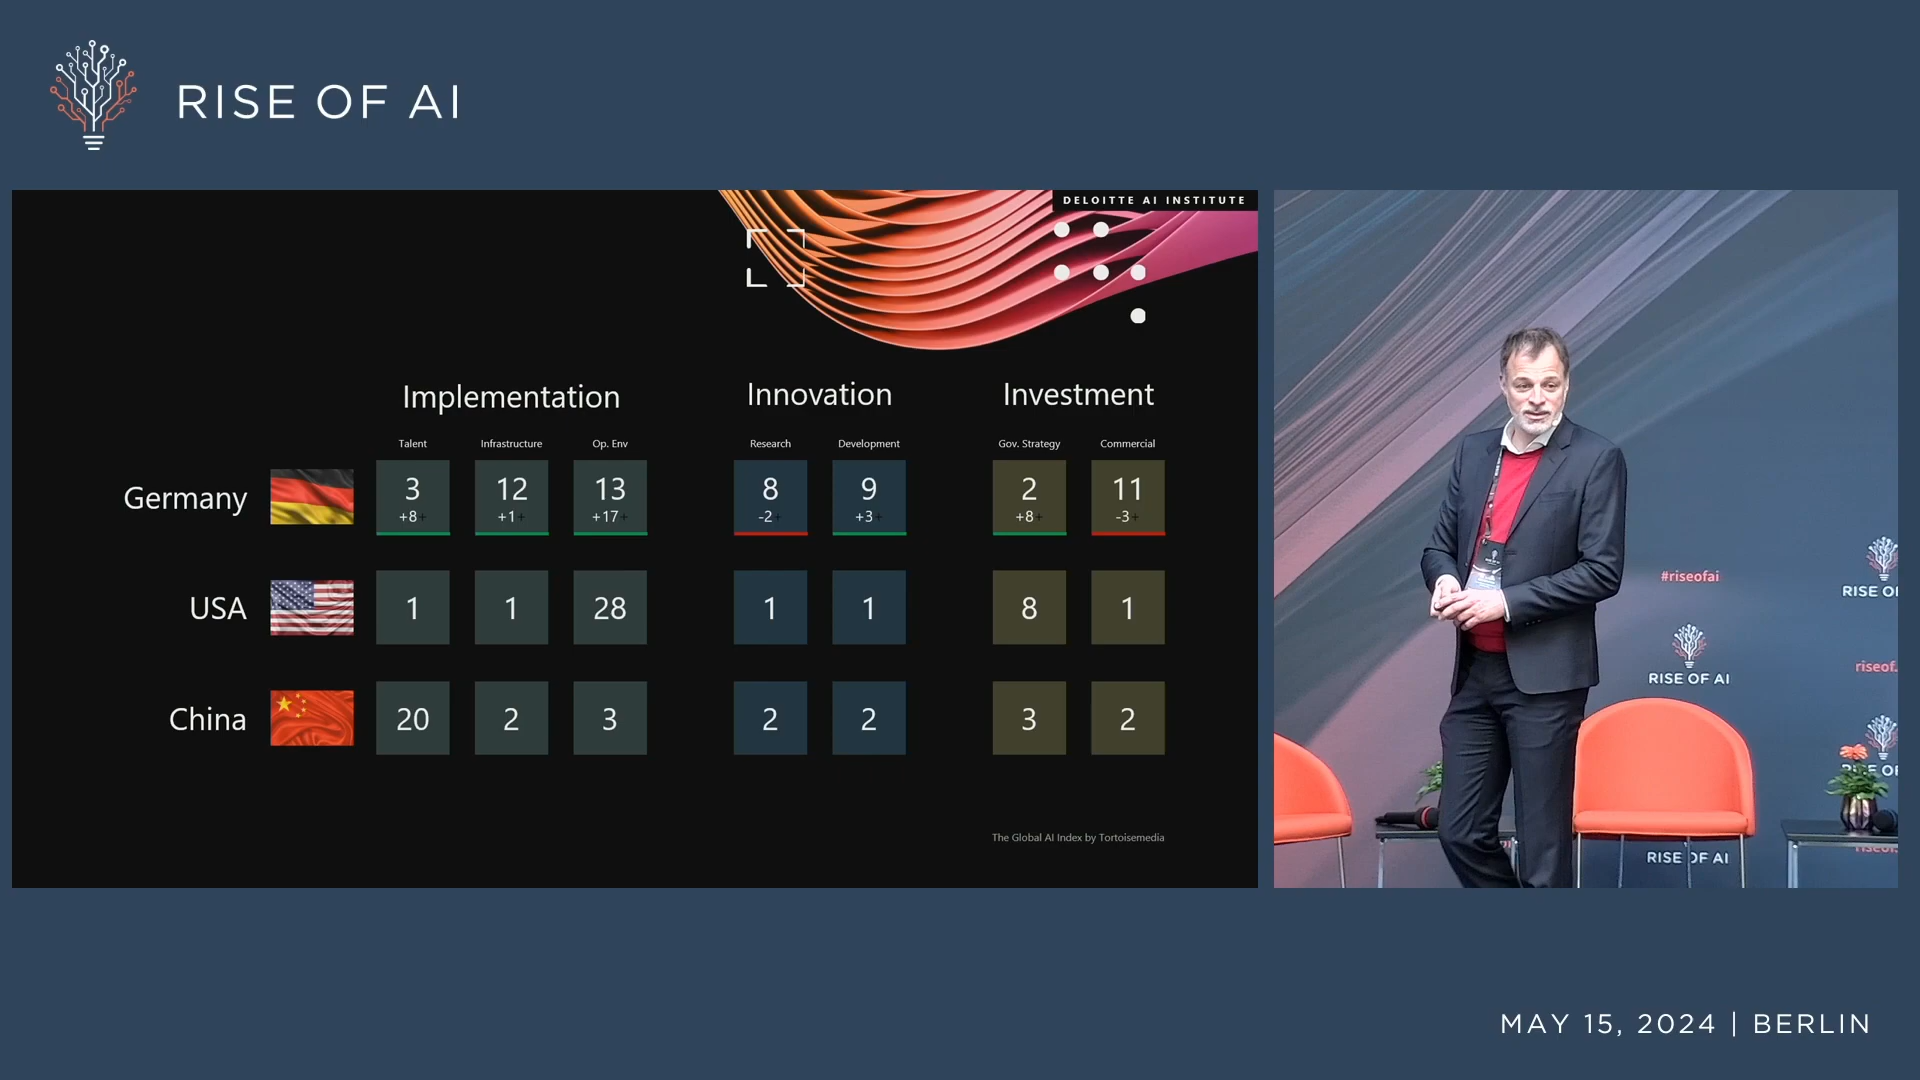 RISE OF AI
DELOITTE AI INSTITUTE
Implementation
Innovation
Investment
Talent
Infrastructure
Op. Env
Research
Development
Gov. Strategy
Commercial
Germany
3
12
13
8
9
2
11
+8+
+1+
+17+
-2+
+3+
+8+
-3+
USA
1
1
28
1
1
8
1
China
20
2
3
2
2
3
2
The Global AI Index by Tortoisemedia
#riseofai
RISE O
RISE OF AI
riseof.
RISE OF AI
MAY 15, 2024 | BERLIN